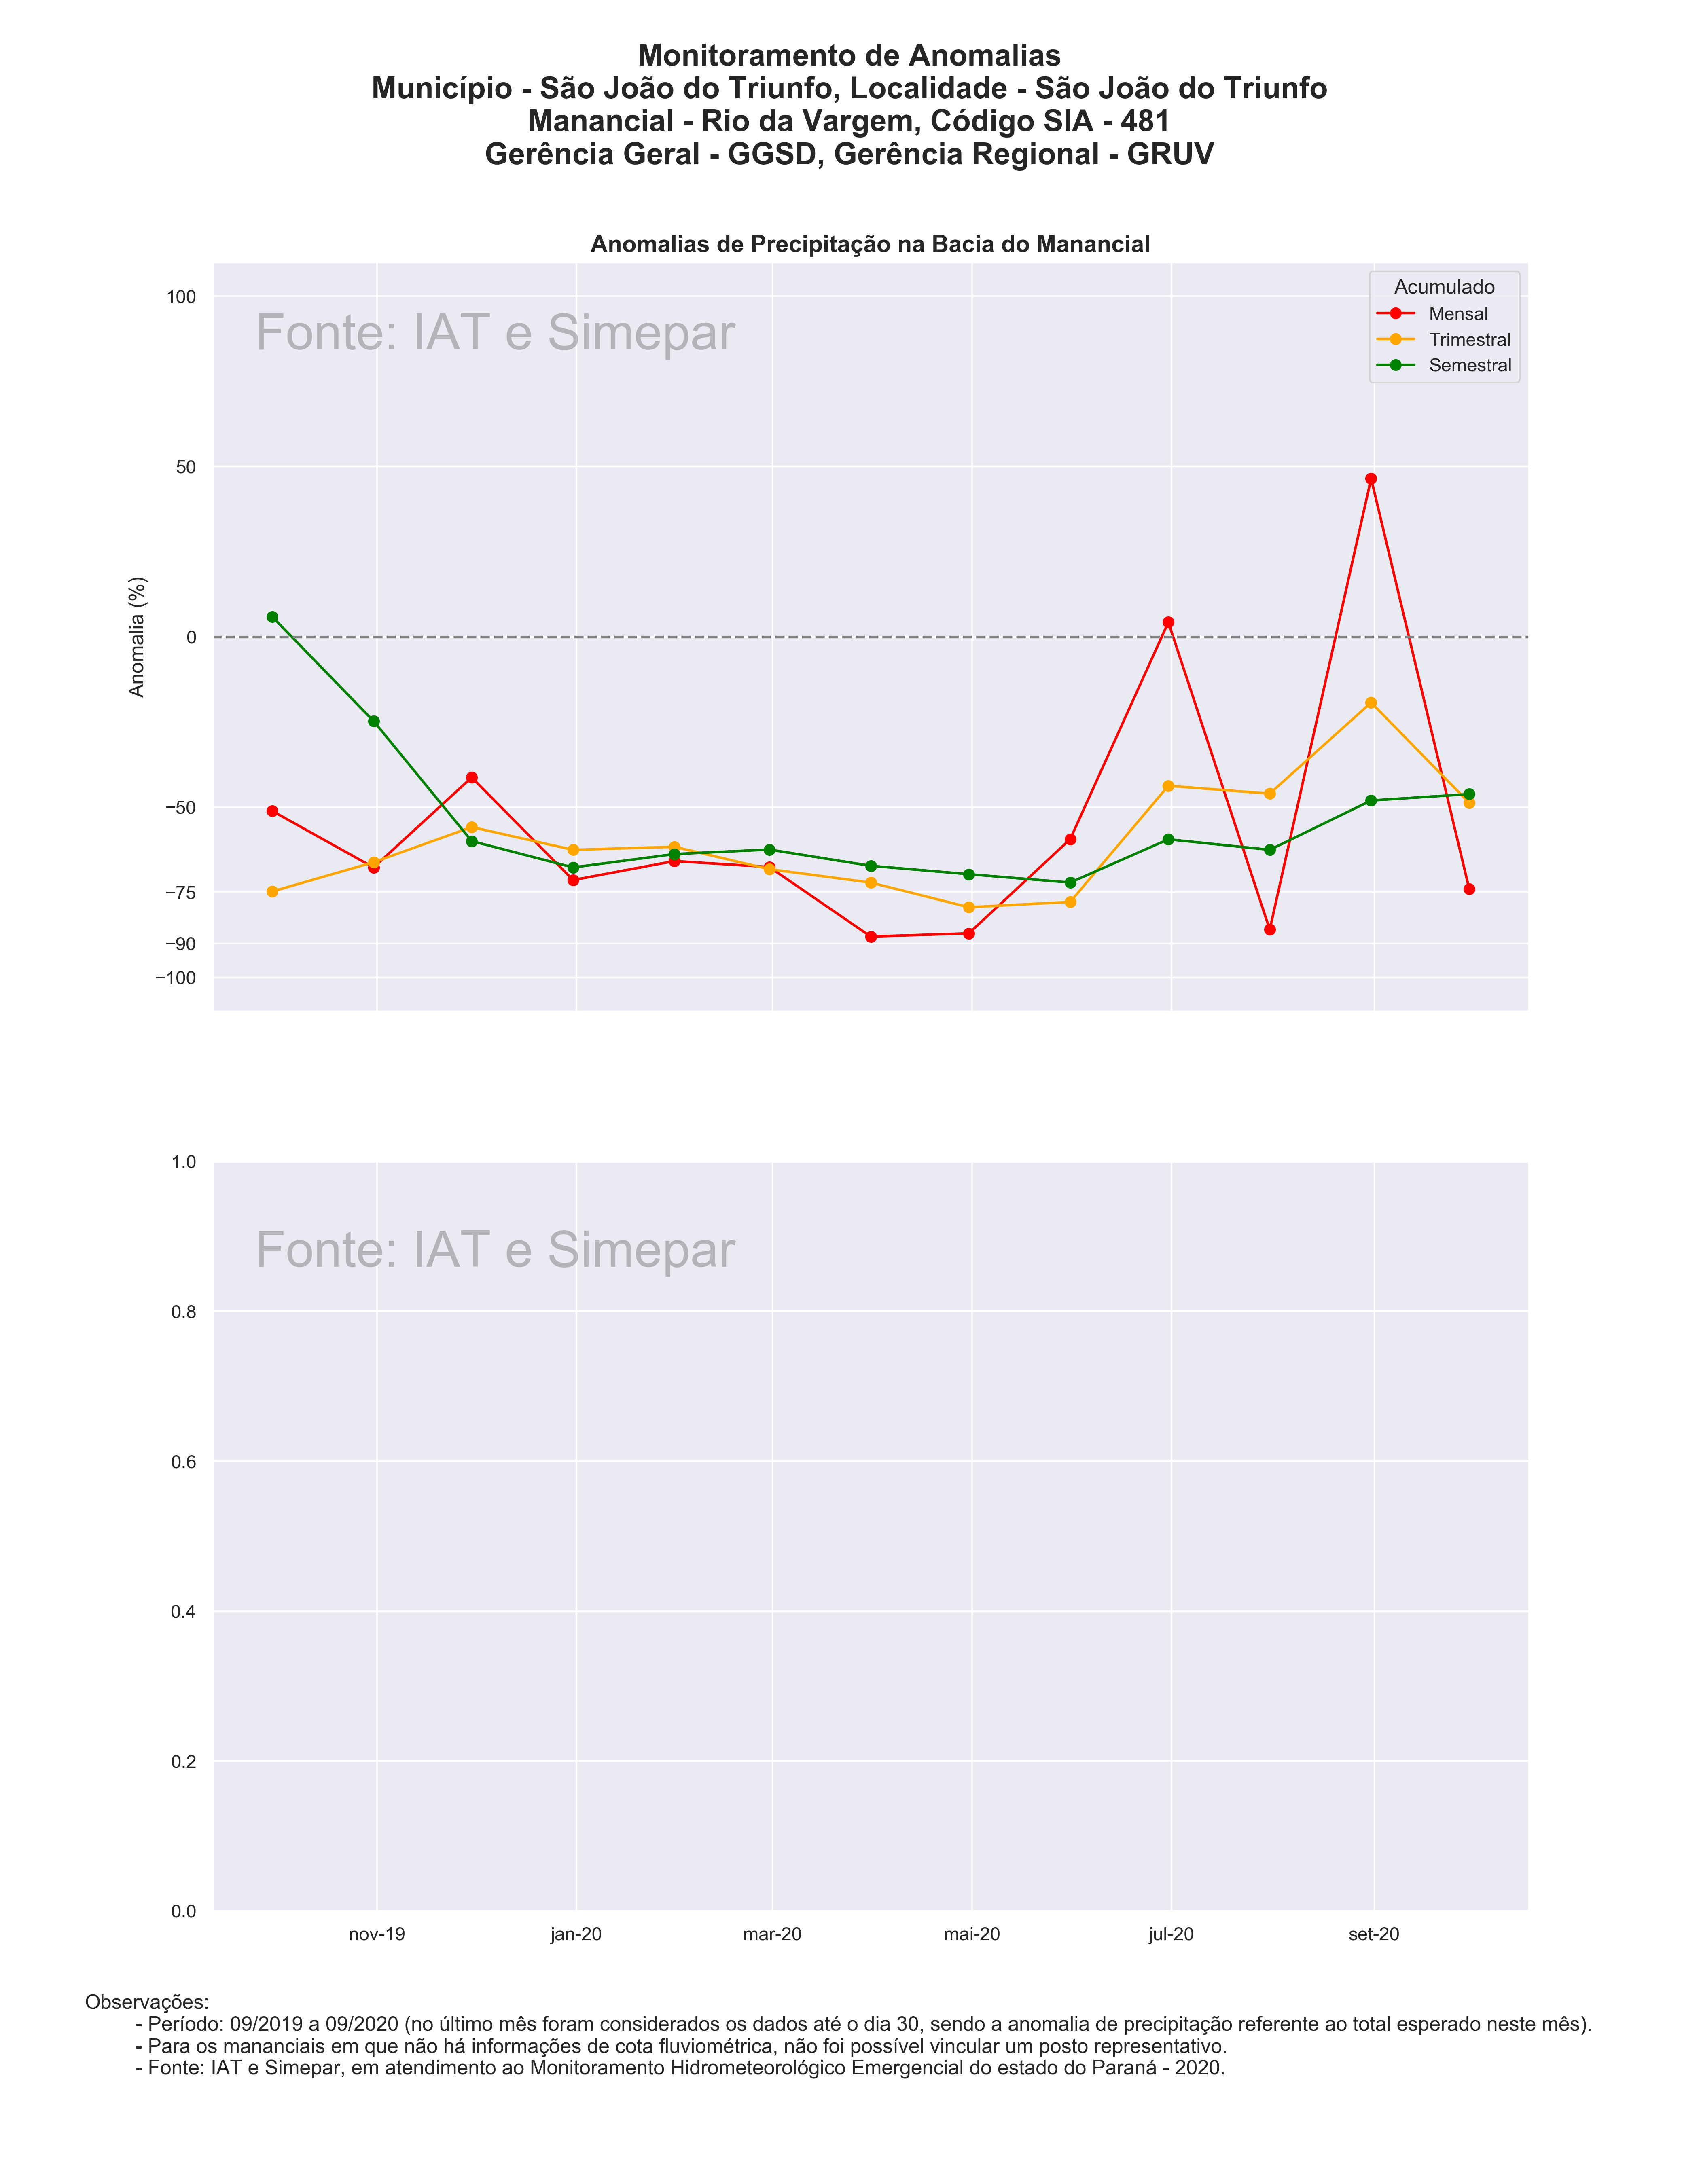 Monitoramento de Anomalias
Município - São João do Triunfo, Localidade - São João do Triunfo
Manancial - Rio da Vargem, Código SIA - 481
Gerência Geral - GGSD, Gerência Regional - GRUV
Anomalias de Precipitação na Bacia do Manancial
Fonte: IAT e Simepar
Acumulado
Mensal
Trimestral
Semestral
Anomalia (%)
100
50
0
−50
−75
−90
−100
Fonte: IAT e Simepar
1.0
0.8
0.6
0.4
0.2
0.0
nov-19 jan-20 mar-20 mai-20 jul-20 set-20
Observações:
- Período: 09/2019 a 09/2020 (no último mês foram considerados os dados até o dia 30, sendo a anomalia de precipitação referente ao total esperado neste mês).
- Para os mananciais em que não há informações de cota fluviométrica, não foi possível vincular um posto representativo.
- Fonte: IAT e Simepar, em atendimento ao Monitoramento Hidrometeorológico Emergencial do estado do Paraná - 2020.